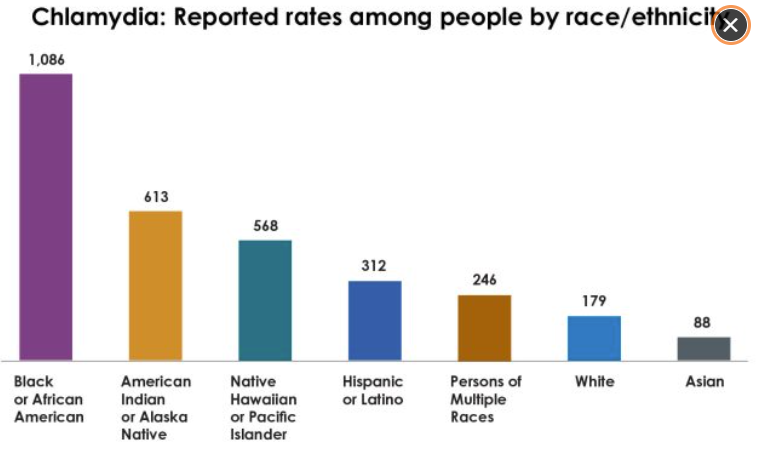 Chlamydia: Reported rates among people by race/ethnicity
1,086
613
568
312
246
179
88
Black
or African
American
American
Indian
or Alaska
Native
Native
Hawaiian
or Pacific
Islander
Hispanic
or Latino
Persons of
Multiple
Races
White
Asian